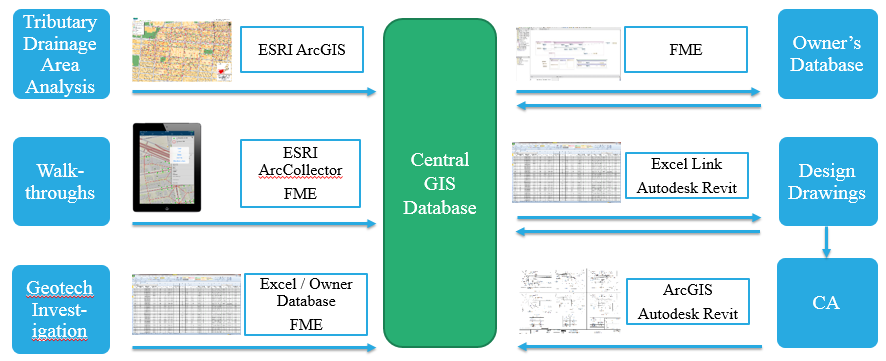 Tributary
Drainage
Area
Analysis
ESRI ArcGIS
FME
Owner's
Database
Walk-
throughs
ESRI
ArcCollector
FME
Central
GIS
Database
Excel Link
Autodesk Revit
Design
Drawings
Geotech
Invest-
igation
Excel / Owner
Database
FME
ArcGIS
Autodesk Revit
CA